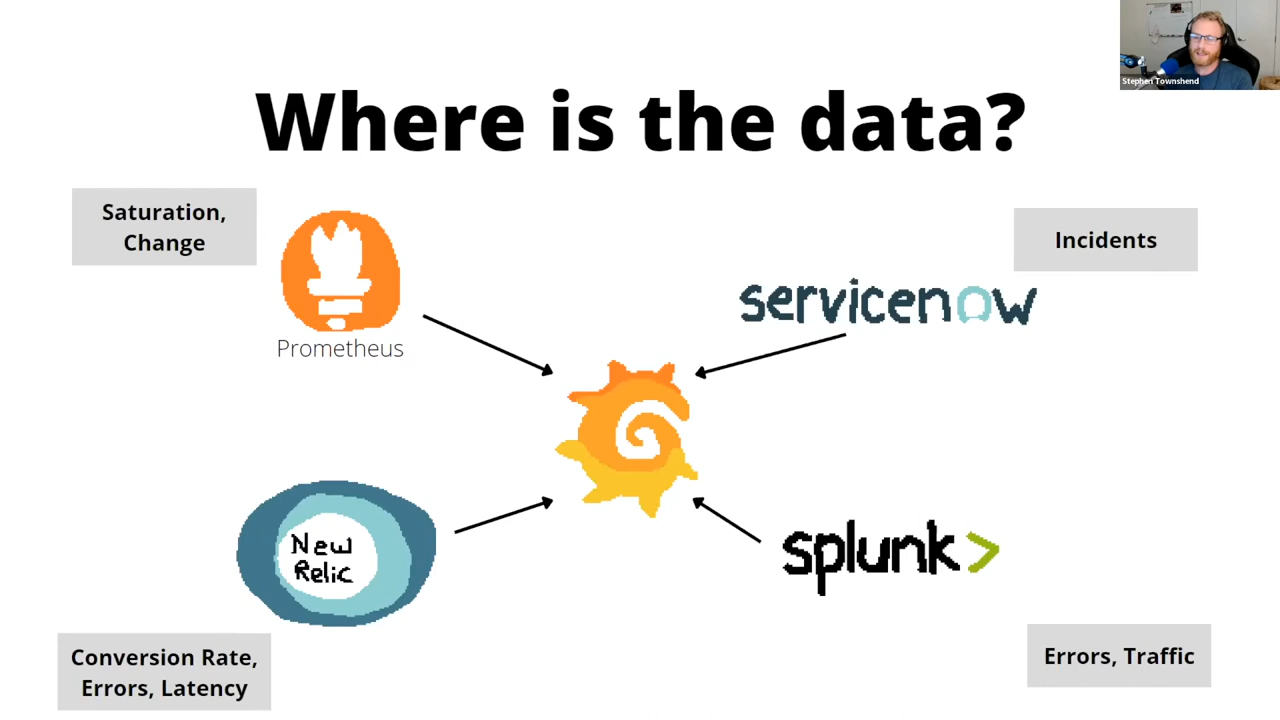 Stephen Townshend
Where is the data?
Saturation,
Change
Prometheus
Incidents
servicenow
New
Relic
splunk>
Conversion Rate,
Errors, Latency
Errors, Traffic